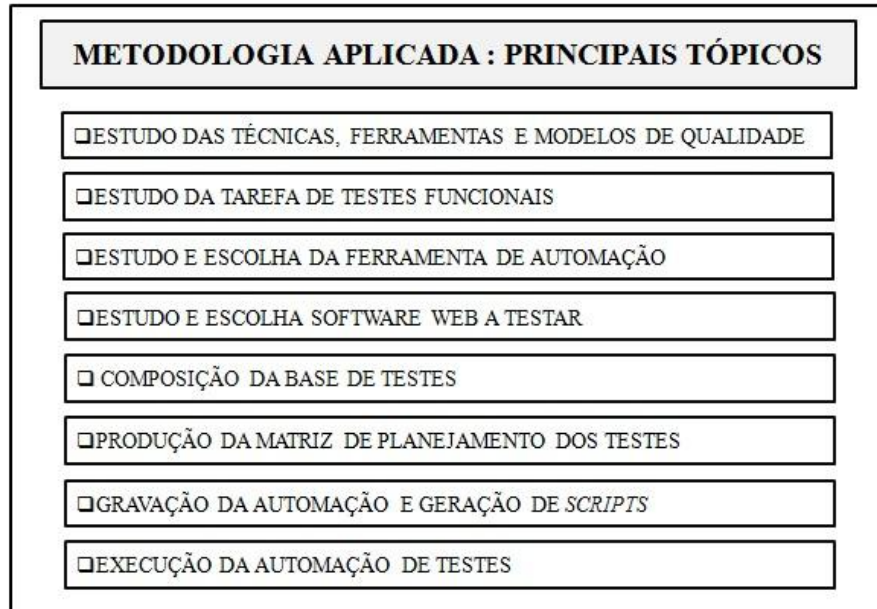 METODOLOGIA APLICADA : PRINCIPAIS TÓPICOS
❑ESTUDO DAS TÉCNICAS, FERRAMENTAS E MODELOS DE QUALIDADE
❑ESTUDO DA TAREFA DE TESTES FUNCIONAIS
❑ESTUDO E ESCOLHA DA FERRAMENTA DE AUTOMAÇÃO
❑ESTUDO E ESCOLHA SOFTWARE WEB A TESTAR
❑ COMPOSIÇÃO DA BASE DE TESTES
❑PRODUÇÃO DA MATRIZ DE PLANEJAMENTO DOS TESTES
❑GRAVAÇÃO DA AUTOMAÇÃO E GERAÇÃO DE SCRIPTS
❑EXECUÇÃO DA AUTOMAÇÃO DE TESTES